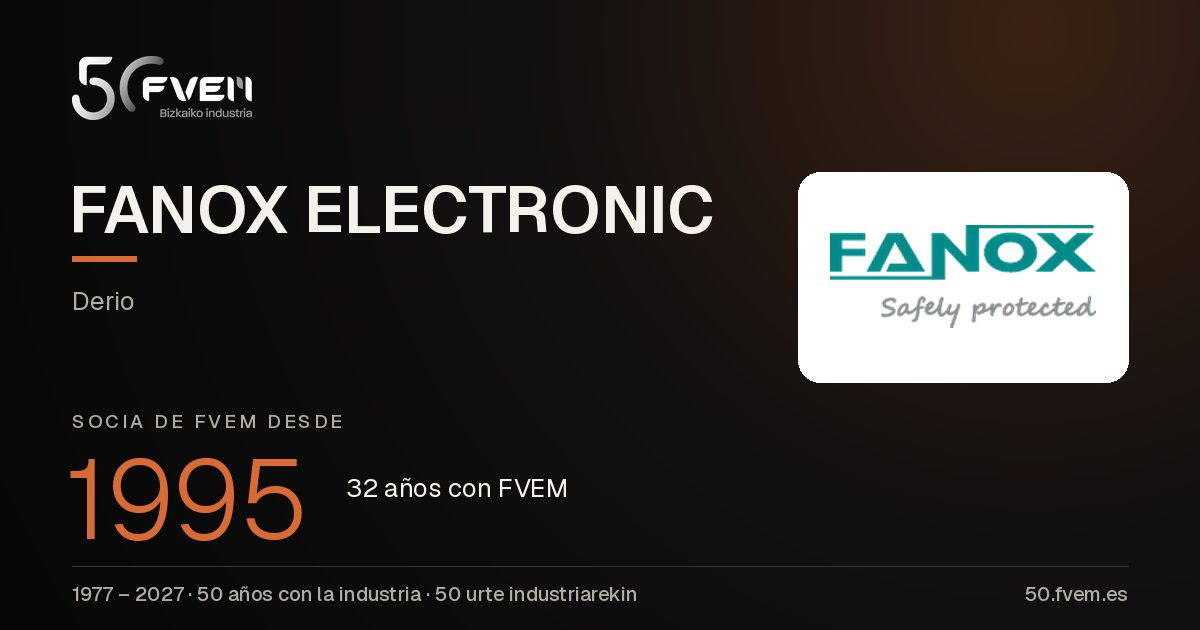 50 FVEM
Bizkaiko industria
FANOX ELECTRONIC
Derio
FANOX
Safely protected
SOCIA DE FVEM DESDE
1995
32 años con FVEM
1977 – 2027 · 50 años con la industria · 50 urte industriarekin
50.fvem.es